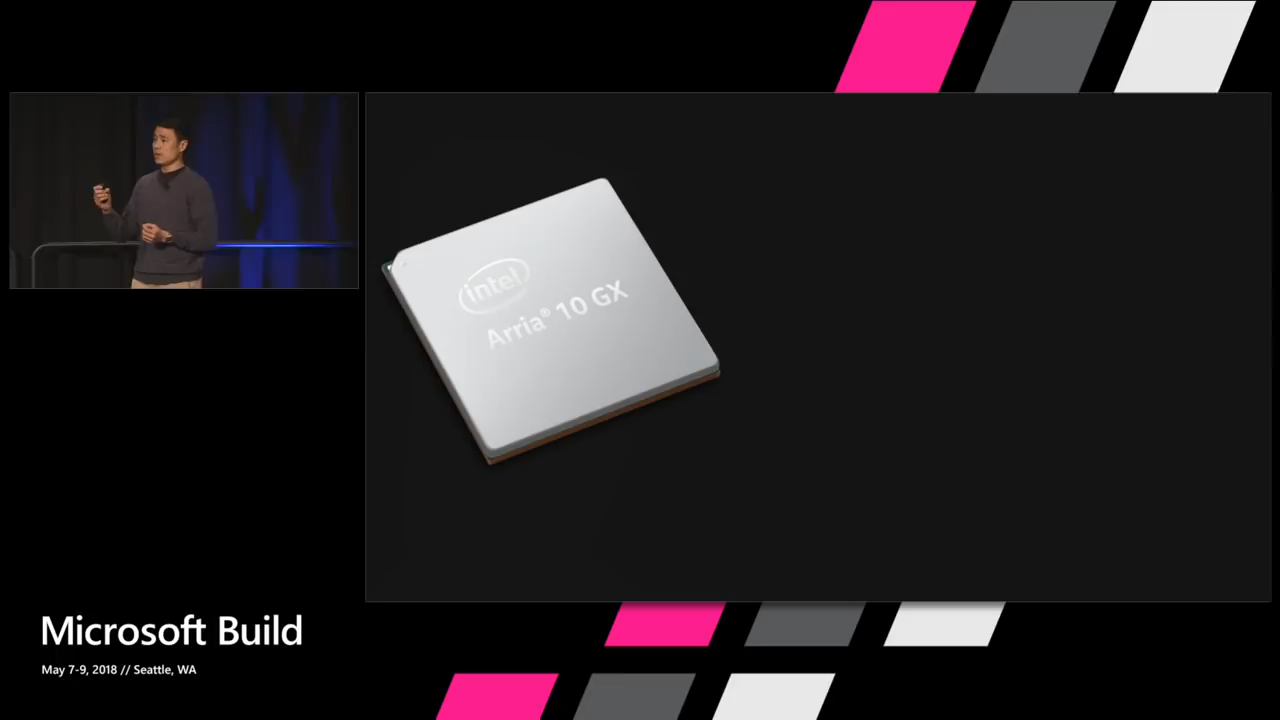 intel
Arria® 10 GX
Microsoft Build
May 7-9, 2018 // Seattle, WA